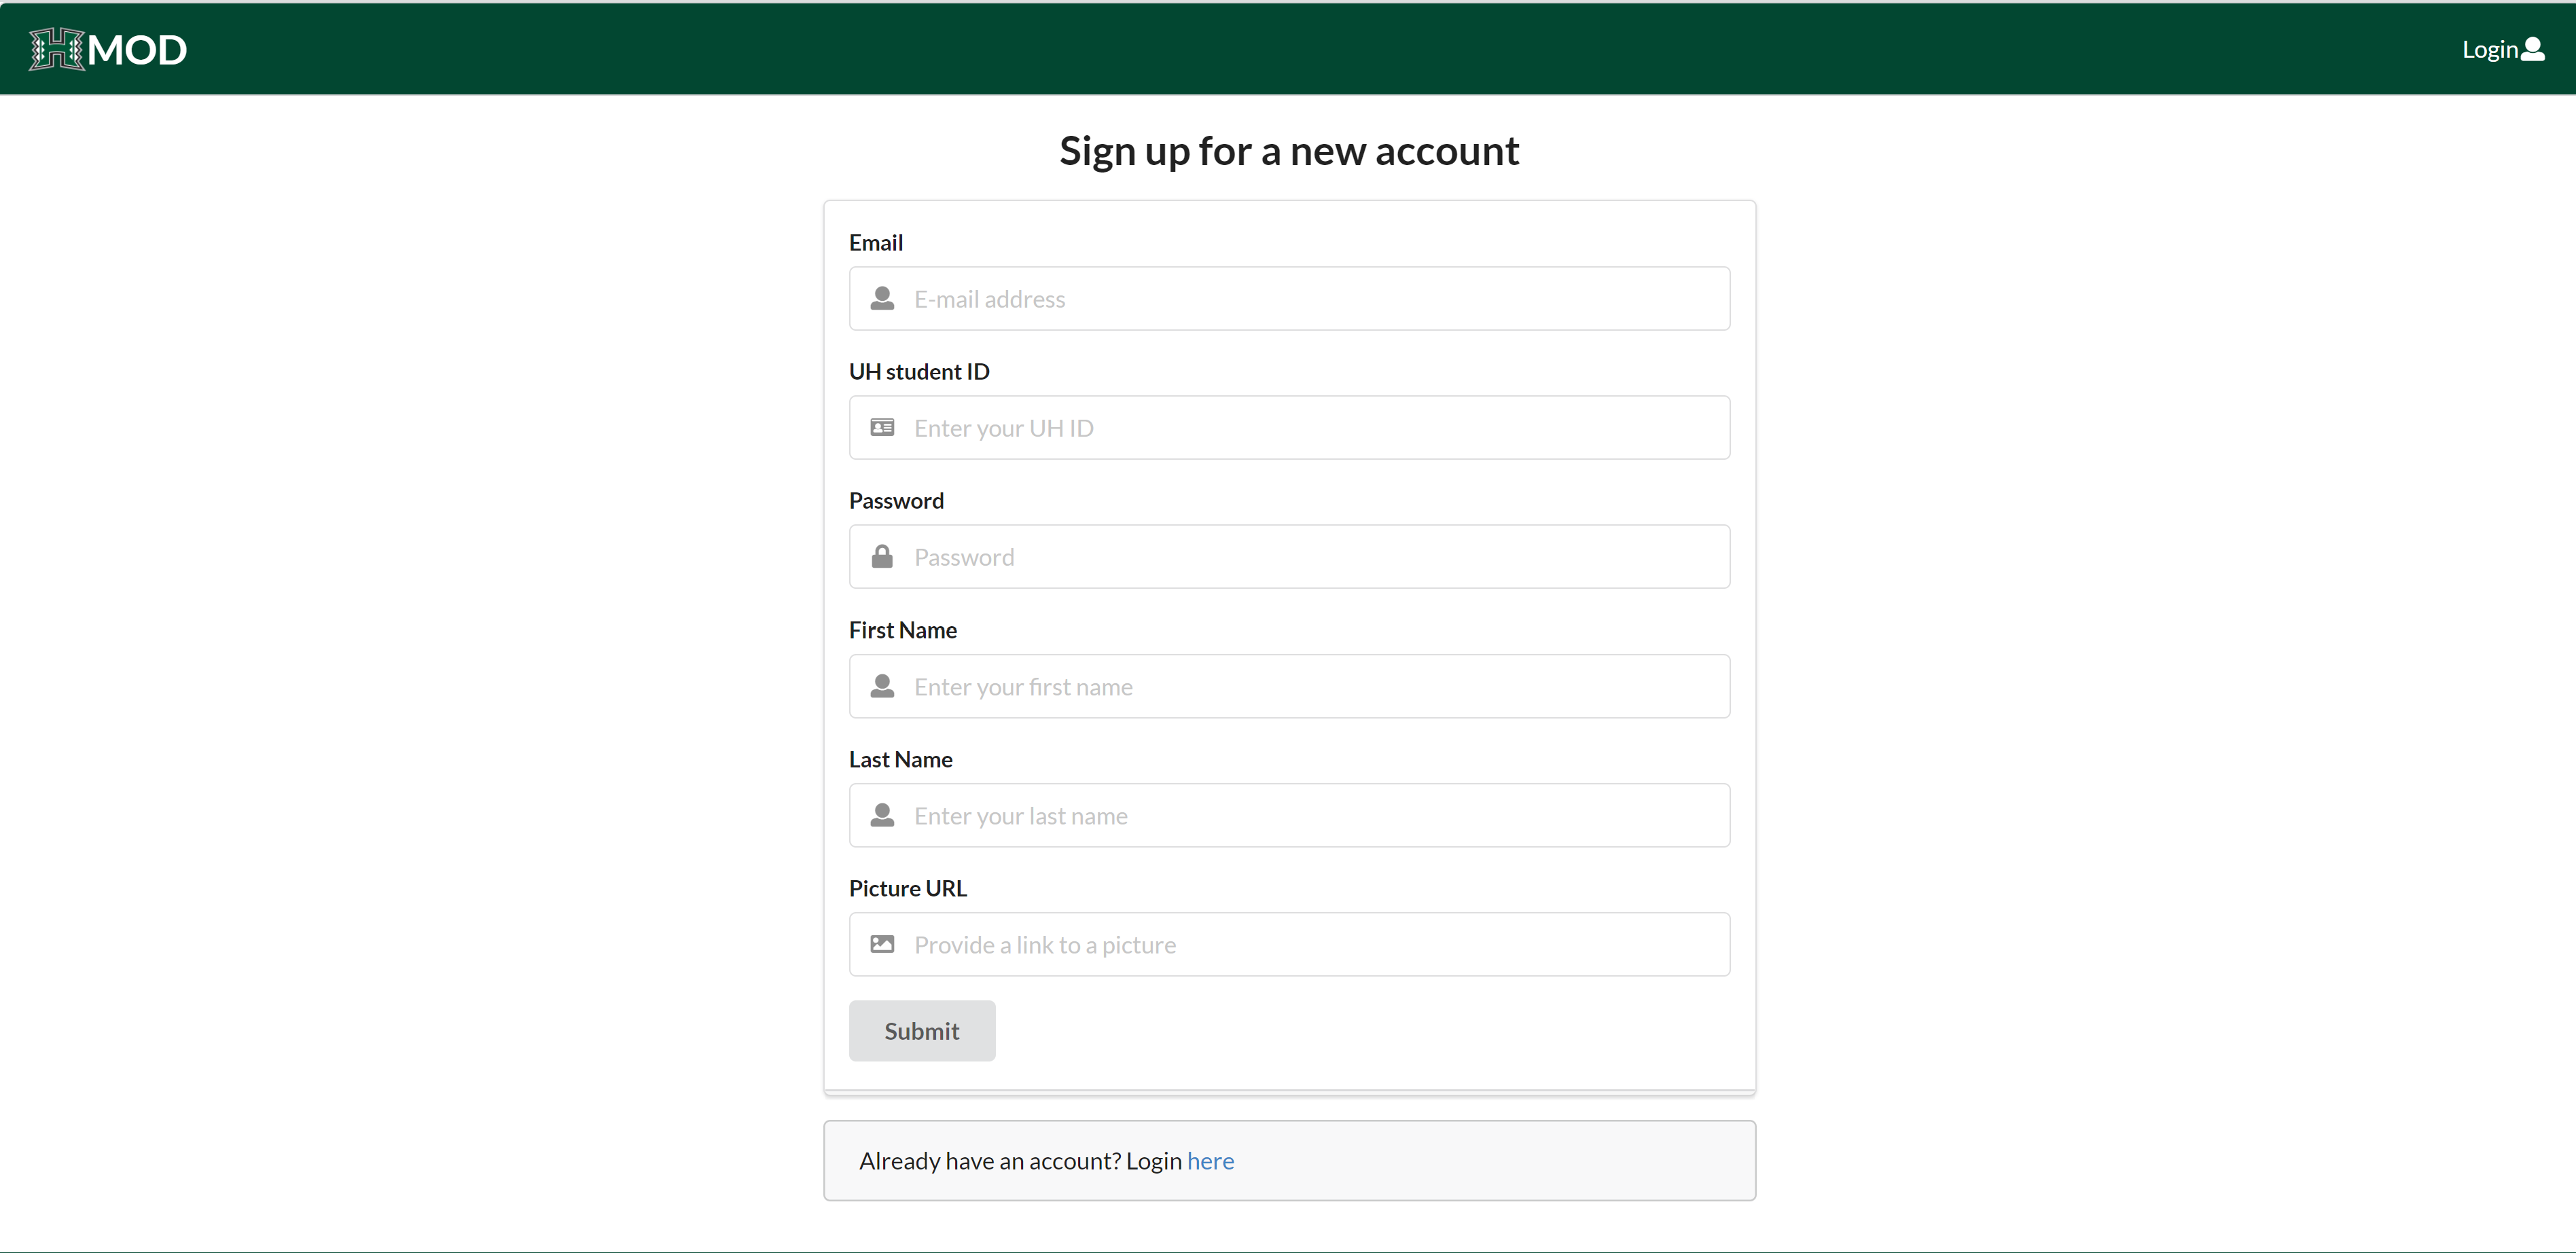 HMOD
Login
Sign up for a new account
Email
E-mail address
UH student ID
Enter your UH ID
Password
Password
First Name
Enter your first name
Last Name
Enter your last name
Picture URL
Provide a link to a picture
Submit
Already have an account? Login here